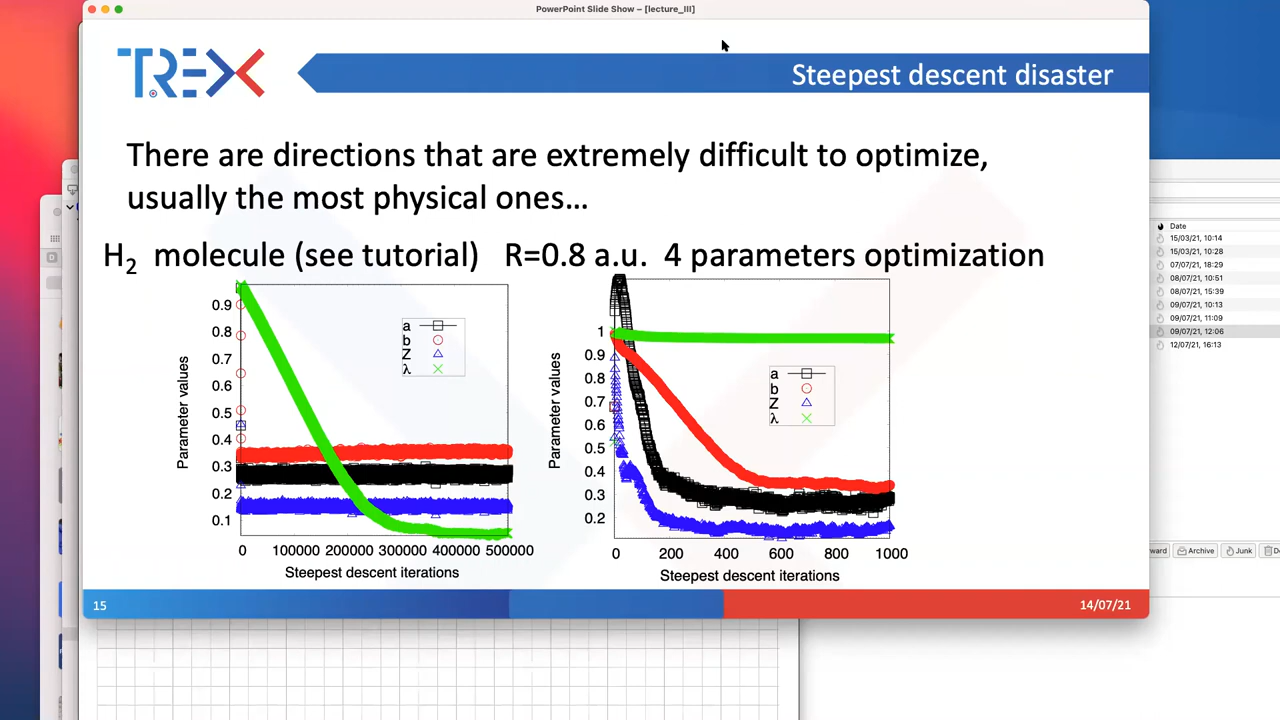 PowerPoint Slide Show – [lecture_III]
TREX
Steepest descent disaster
There are directions that are extremely difficult to optimize,
usually the most physical ones…
H₂ molecule (see tutorial) R=0.8 a.u. 4 parameters optimization
Parameter values
0.9
0.8
0.7
0.6
0.5
0.4
0.3
0.2
0.1
a
b
Z
λ
0 100000 200000 300000 400000 500000
Steepest descent iterations
Parameter values
1
0.9
0.8
0.7
0.6
0.5
0.4
0.3
0.2
a
b
Z
λ
0 200 400 600 800 1000
Steepest descent iterations
15
14/07/21
Date
15/03/21, 10:14
15/03/21, 10:28
07/07/21, 18:29
08/07/21, 10:51
08/07/21, 15:39
09/07/21, 10:13
09/07/21, 11:09
09/07/21, 12:06
12/07/21, 16:13
ward Archive Junk
D